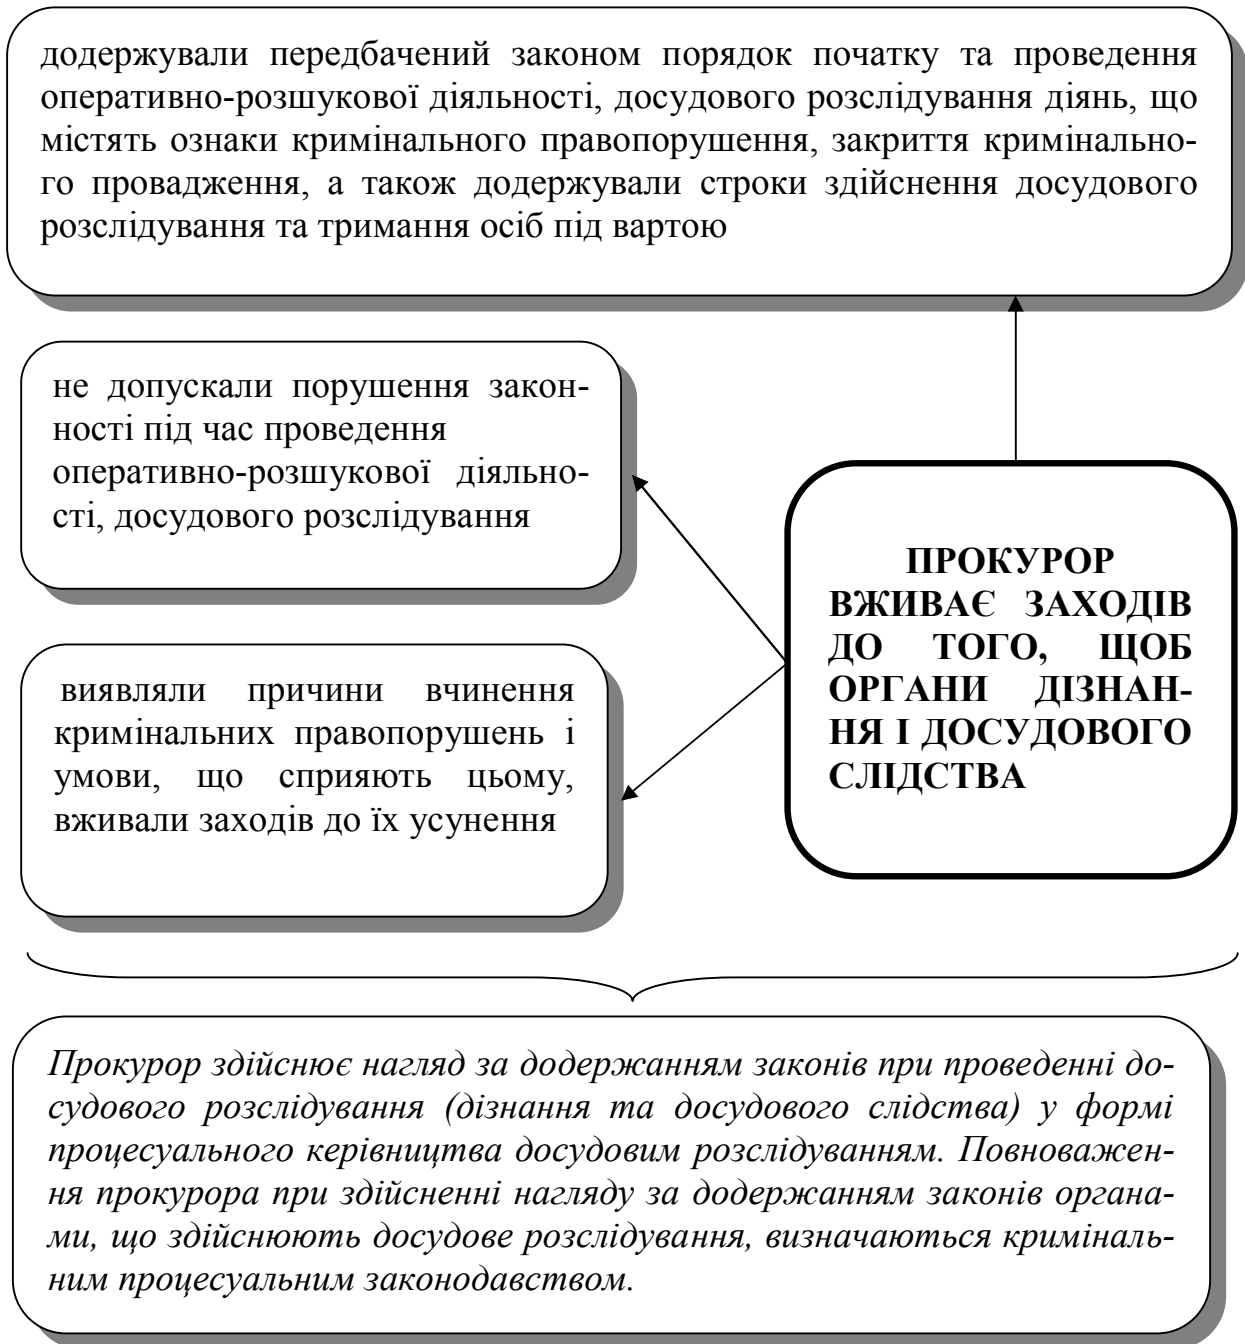 додержували передбачений законом порядок початку та проведення
оперативно-розшукової діяльності, досудового розслідування діянь, що
містять ознаки кримінального правопорушення, закриття кримінально-
го провадження, а також додержували строки здійснення досудового
розслідування та тримання осіб під вартою
не допускали порушення закон-
ності під час проведення
оперативно-розшукової діяльно-
сті, досудового розслідування
ПРОКУРОР
ВЖИВАЄ ЗАХОДІВ
ДО ТОГО, ЩОБ
ОРГАНИ ДІЗНАН-
НЯ І ДОСУДОВОГО
СЛІДСТВА
виявляли причини вчинення
кримінальних правопорушень і
умови, що сприяють цьому,
вживали заходів до їх усунення
Прокурор здійснює нагляд за додержанням законів при проведенні до-
судового розслідування (дізнання та досудового слідства) у формі
процесуального керівництва досудовим розслідуванням. Повноважен-
ня прокурора при здійсненні нагляду за додержанням законів органа-
ми, що здійснюють досудове розслідування, визначаються криміналь-
ним процесуальним законодавством.